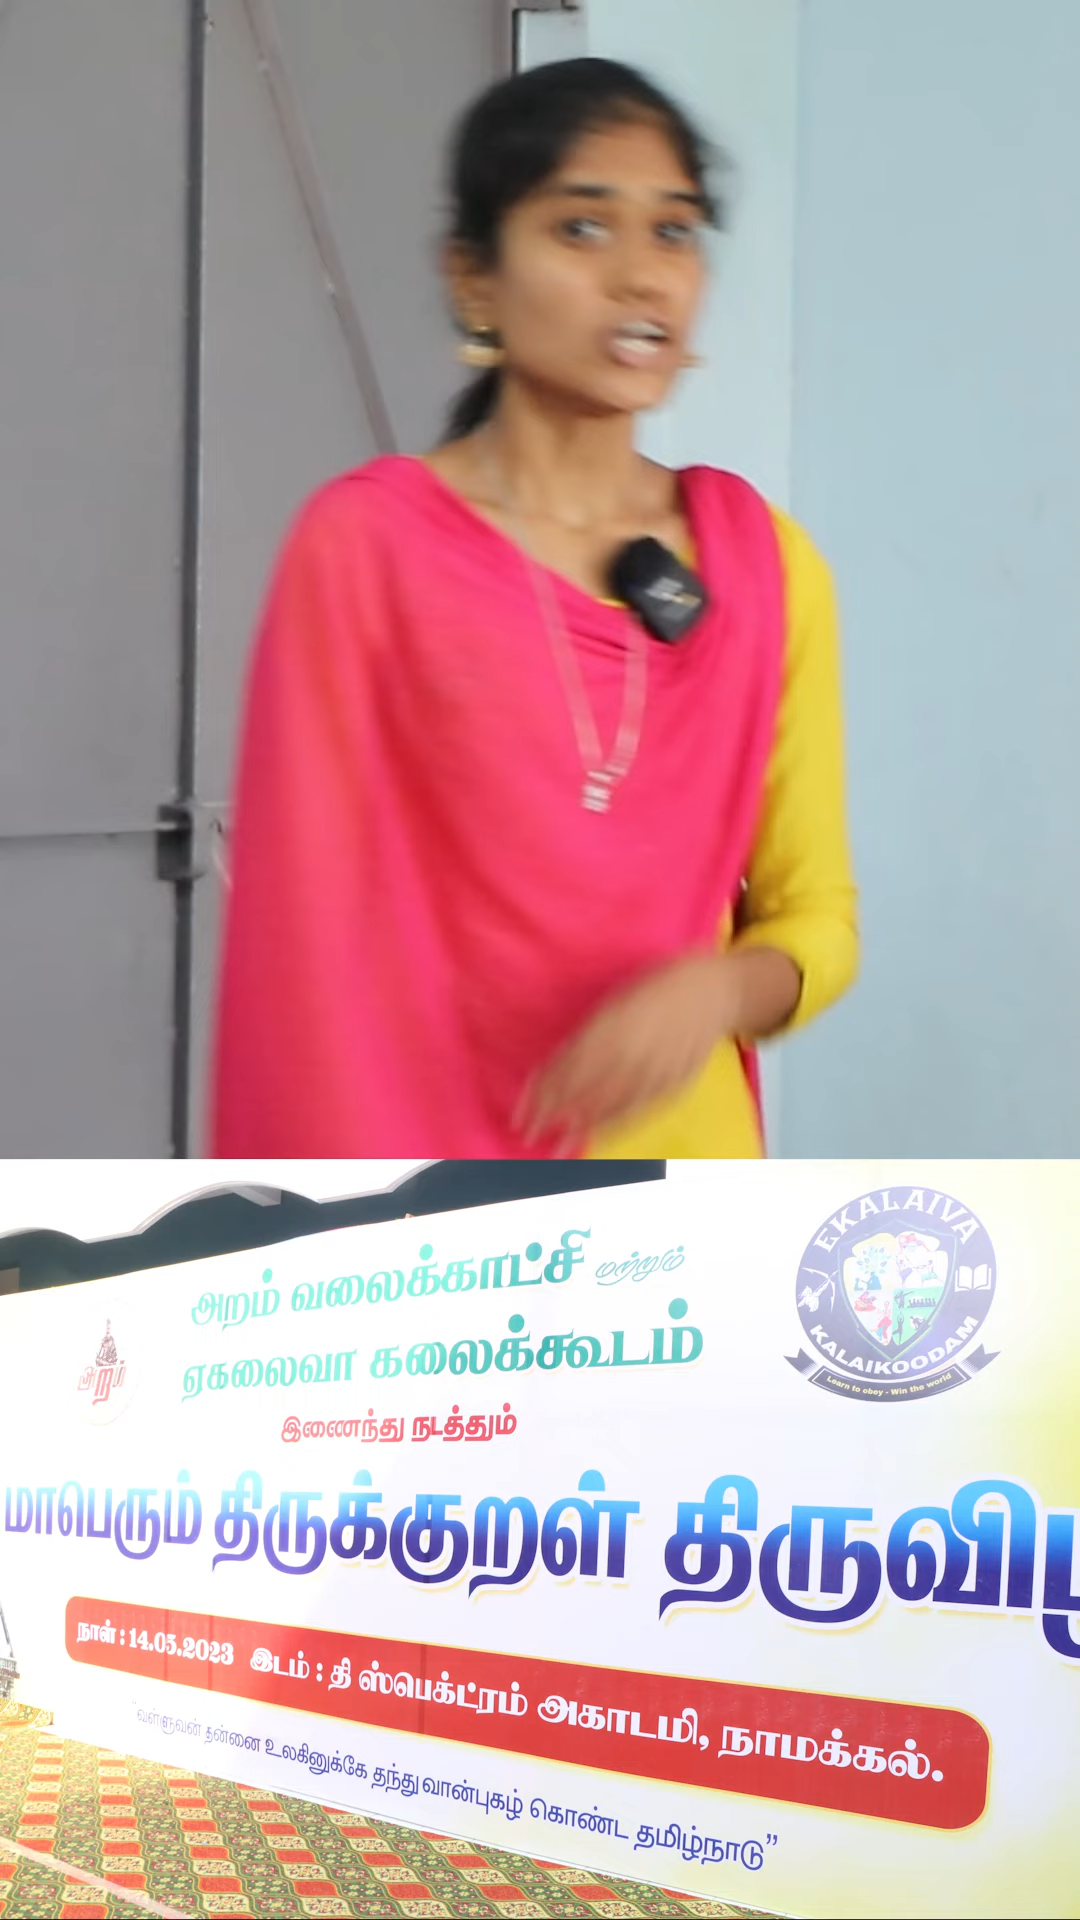 அறம் வலைக்காட்சி மற்றும்
ஏகலைவா கலைக்கூடம்
இணைந்து நடத்தும்
மாபெரும் திருக்குறள் திருவிழ
நாள் : 14.05.2023 இடம் : தி ஸ்பெக்ட்ரம் அகாடமி, நாமக்கல்.
"வள்ளுவன் தன்னை உலகினுக்கே தந்து வான்புகழ் கொண்ட தமிழ்நாடு"
அறம்
EKALAIVA
KALAIKOODAM
Learn to obey - Win the world